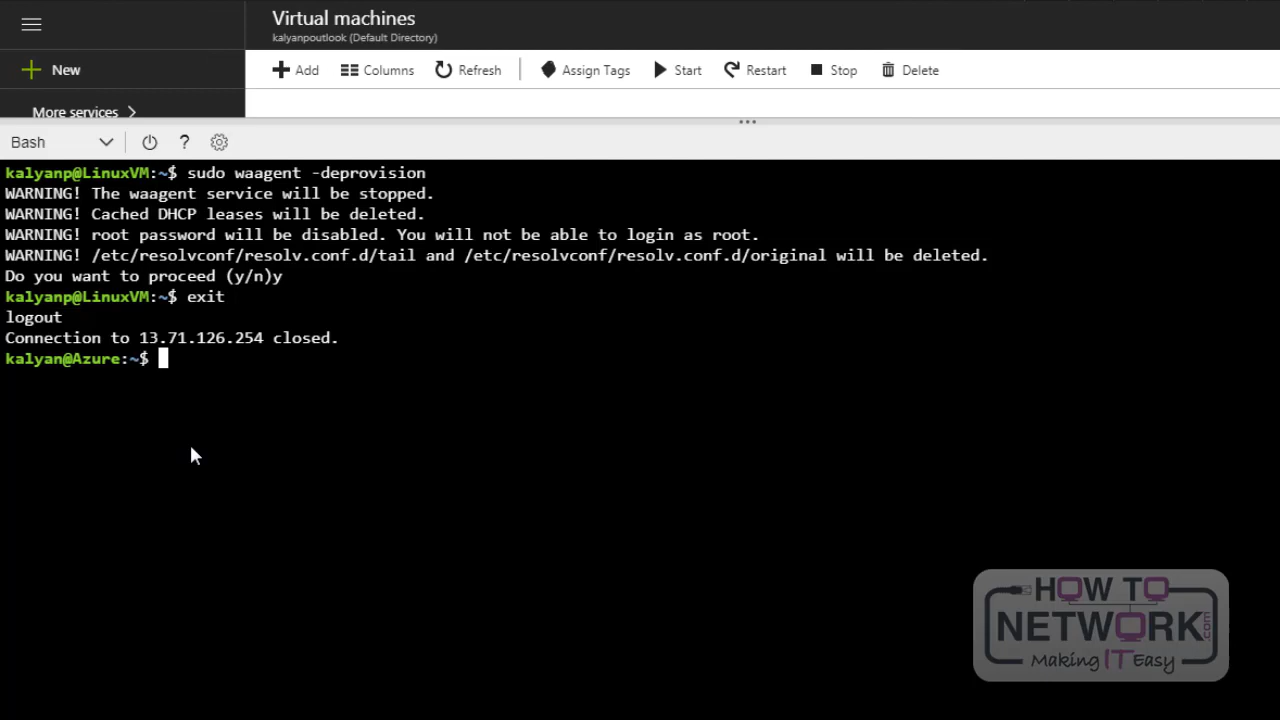 Virtual machines
kalyanpoutlook (Default Directory)
New
Add Columns Refresh Assign Tags Start Restart Stop Delete
More services
Bash ?
kalyanp@LinuxVM:~$ sudo waagent -deprovision
WARNING! The waagent service will be stopped.
WARNING! Cached DHCP leases will be deleted.
WARNING! root password will be disabled. You will not be able to login as root.
WARNING! /etc/resolvconf/resolv.conf.d/tail and /etc/resolvconf/resolv.conf.d/original will be deleted.
Do you want to proceed (y/n)y
kalyanp@LinuxVM:~$ exit
logout
Connection to 13.71.126.254 closed.
kalyan@Azure:~$
HOW TO
NETWORK.com
Making IT Easy